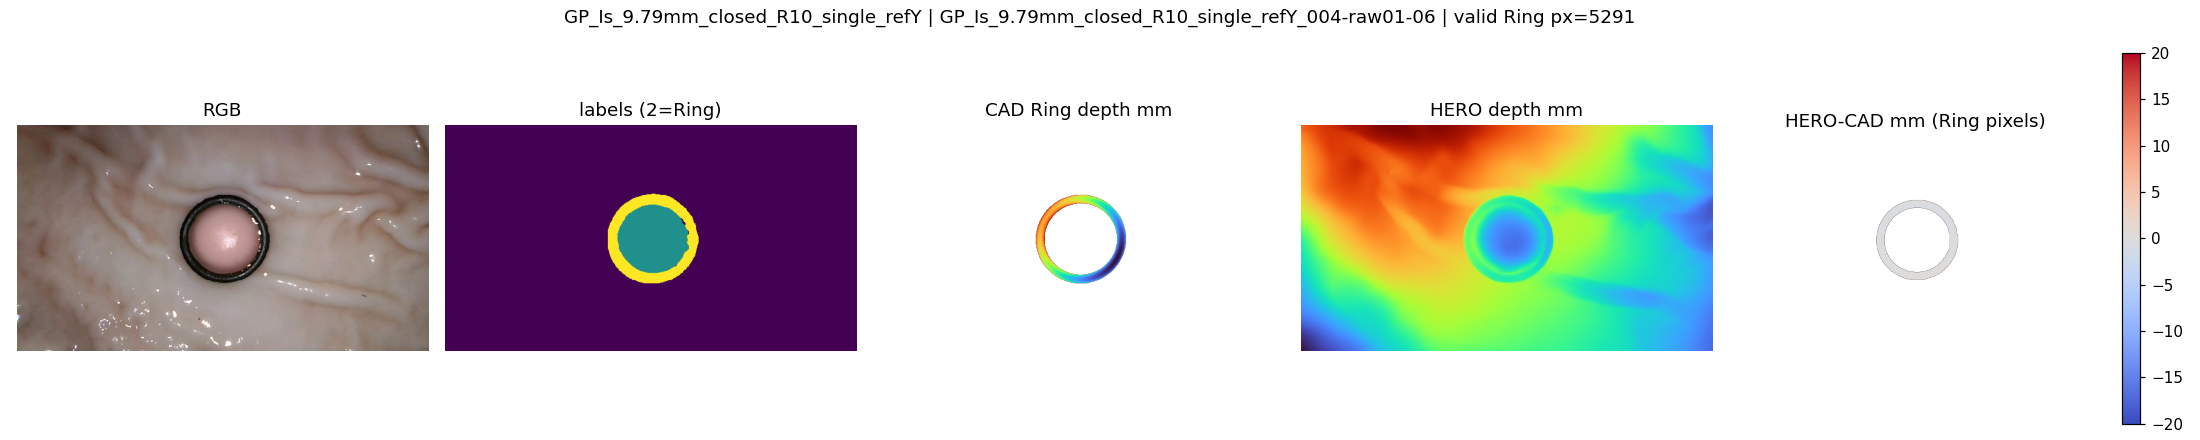 GP_Is_9.79mm_closed_R10_single_refY | GP_Is_9.79mm_closed_R10_single_refY_004-raw01-06 | valid Ring px=5291
RGB
labels (2=Ring)
CAD Ring depth mm
HERO depth mm
HERO-CAD mm (Ring pixels)
20
15
10
5
0
−5
−10
−15
−20